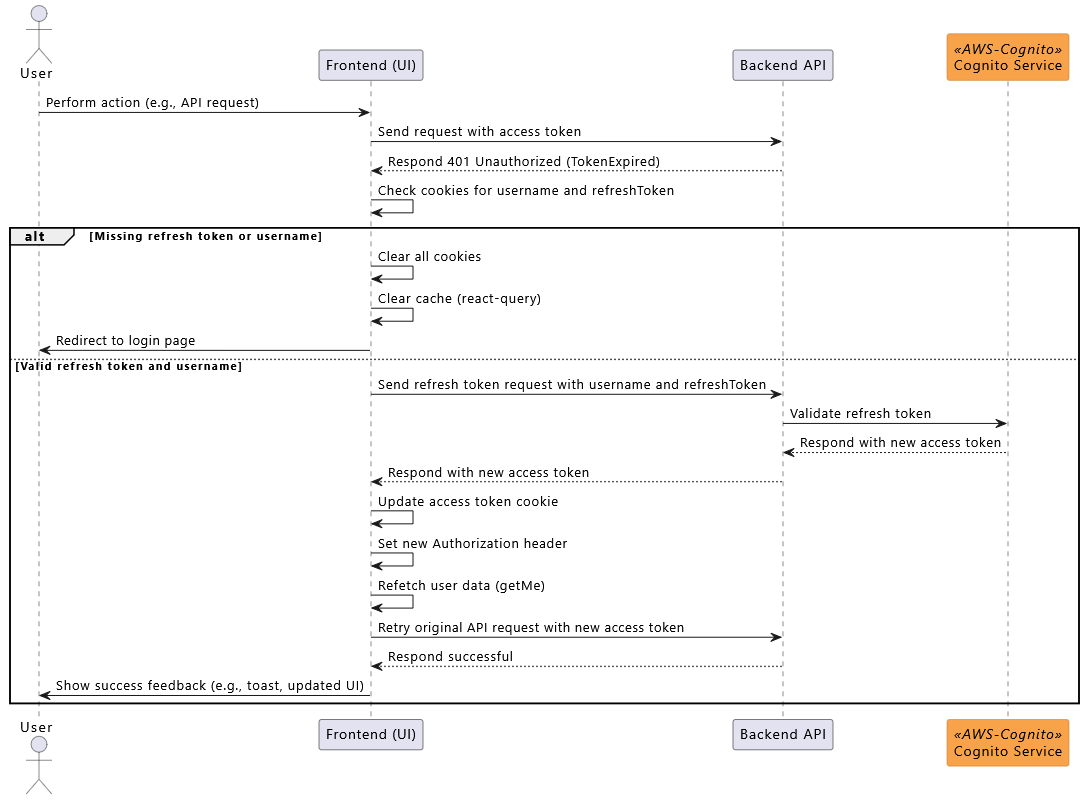 User
Frontend (UI)
Backend API
«AWS-Cognito»
Cognito Service
Perform action (e.g., API request)
Send request with access token
Respond 401 Unauthorized (TokenExpired)
Check cookies for username and refreshToken
alt
[Missing refresh token or username]
Clear all cookies
Clear cache (react-query)
Redirect to login page
[Valid refresh token and username]
Send refresh token request with username and refreshToken
Validate refresh token
Respond with new access token
Respond with new access token
Update access token cookie
Set new Authorization header
Refetch user data (getMe)
Retry original API request with new access token
Respond successful
Show success feedback (e.g., toast, updated UI)
User
Frontend (UI)
Backend API
«AWS-Cognito»
Cognito Service